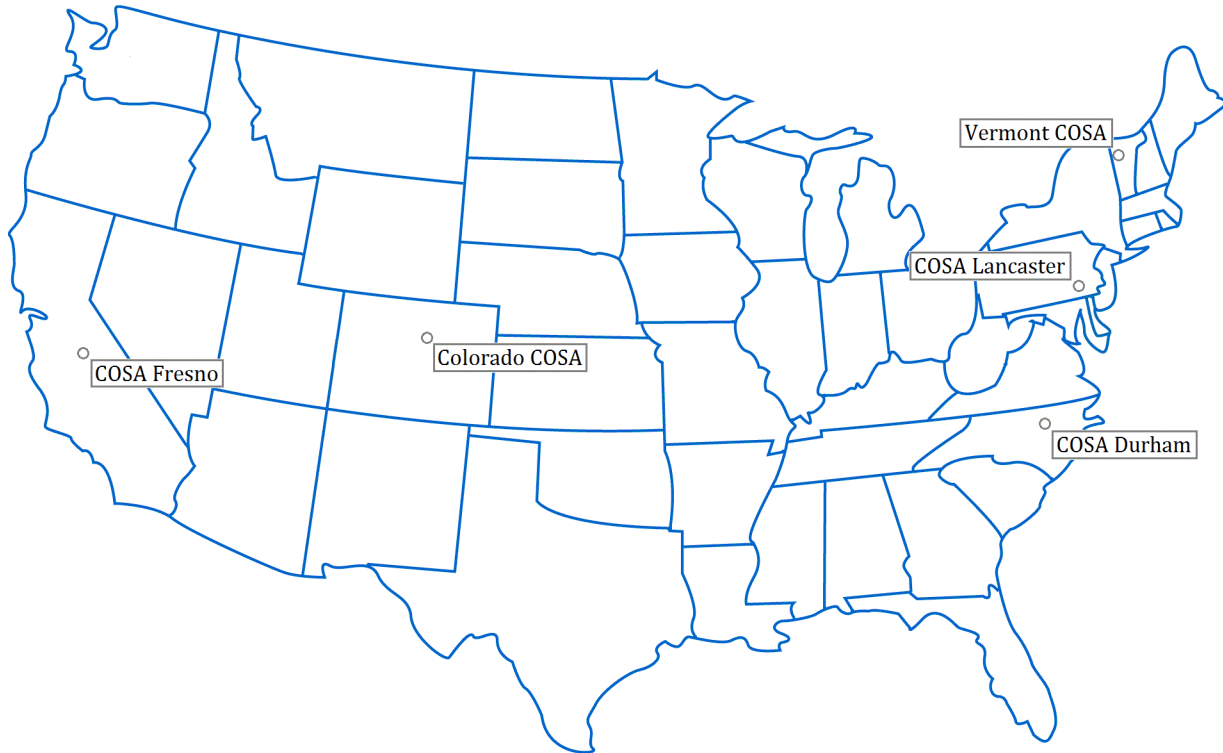 Vermont COSA
COSA Lancaster
Colorado COSA
COSA Fresno
COSA Durham